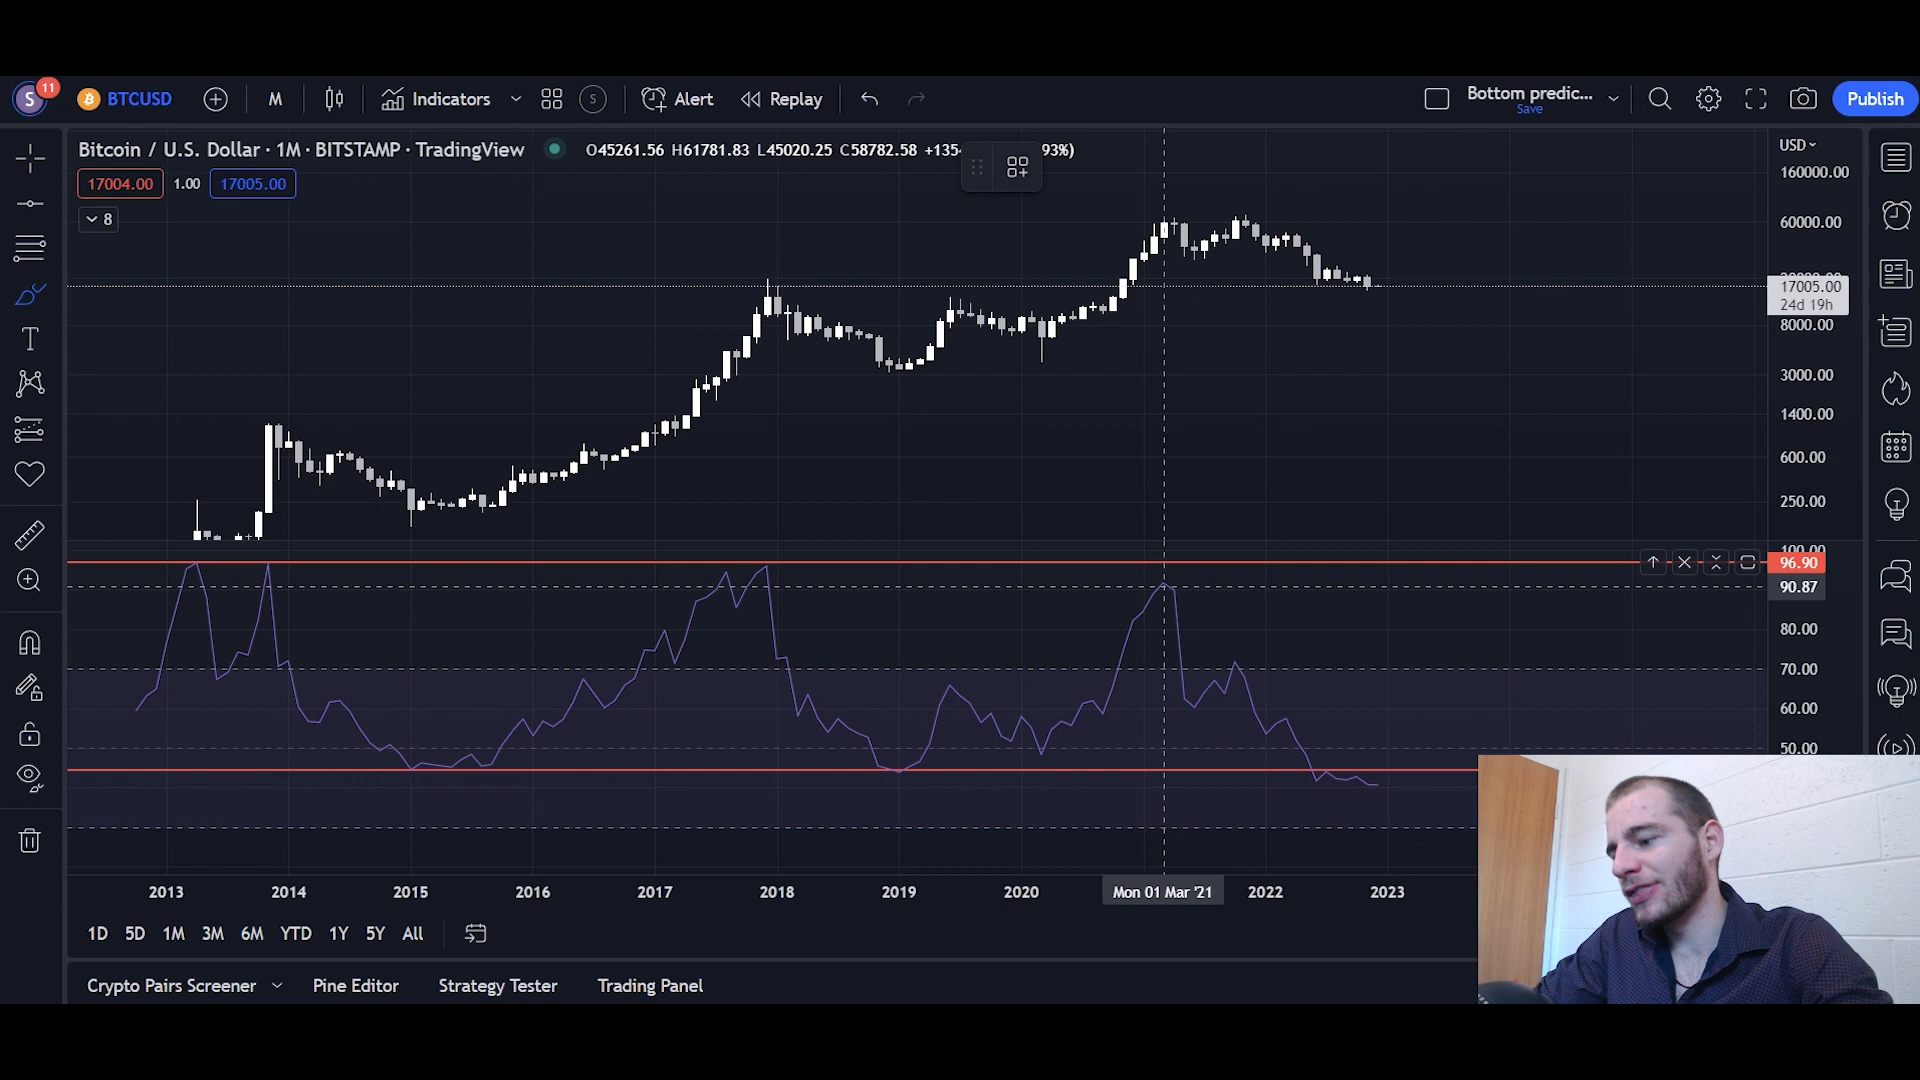 S 11 BTCUSD M Indicators S Alert Replay Bottom predic... Save Publish
Bitcoin / U.S. Dollar · 1M · BITSTAMP · TradingView O45261.56 H61781.83 L45020.25 C58782.58 +135 93%) USD
17004.00 1.00 17005.00
8
160000.00
60000.00
17005.00
24d 19h
8000.00
3000.00
1400.00
600.00
250.00
100.00
96.90
90.87
80.00
70.00
60.00
50.00
2013 2014 2015 2016 2017 2018 2019 2020 Mon 01 Mar '21 2022 2023
1D 5D 1M 3M 6M YTD 1Y 5Y All
Crypto Pairs Screener Pine Editor Strategy Tester Trading Panel